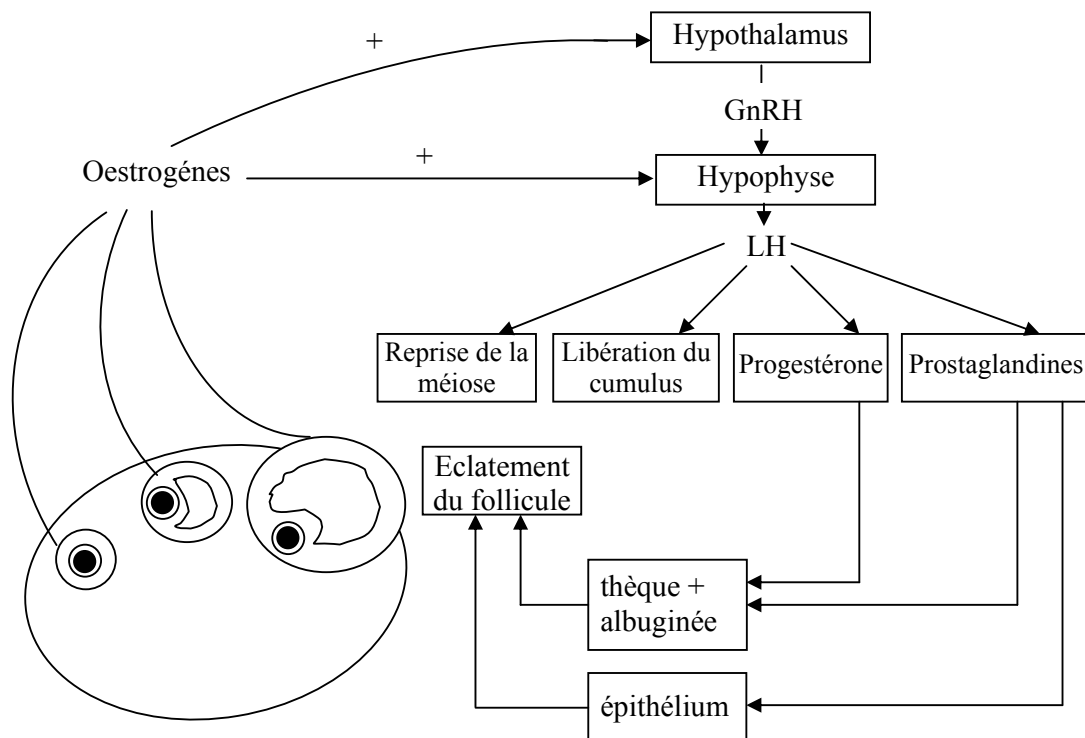 +
Hypothalamus
GnRH
Oestrogénes
+
Hypophyse
LH
Reprise de la
méiose
Libération du
cumulus
Progestérone
Prostaglandines
Eclatement
du follicule
thèque +
albuginée
épithélium